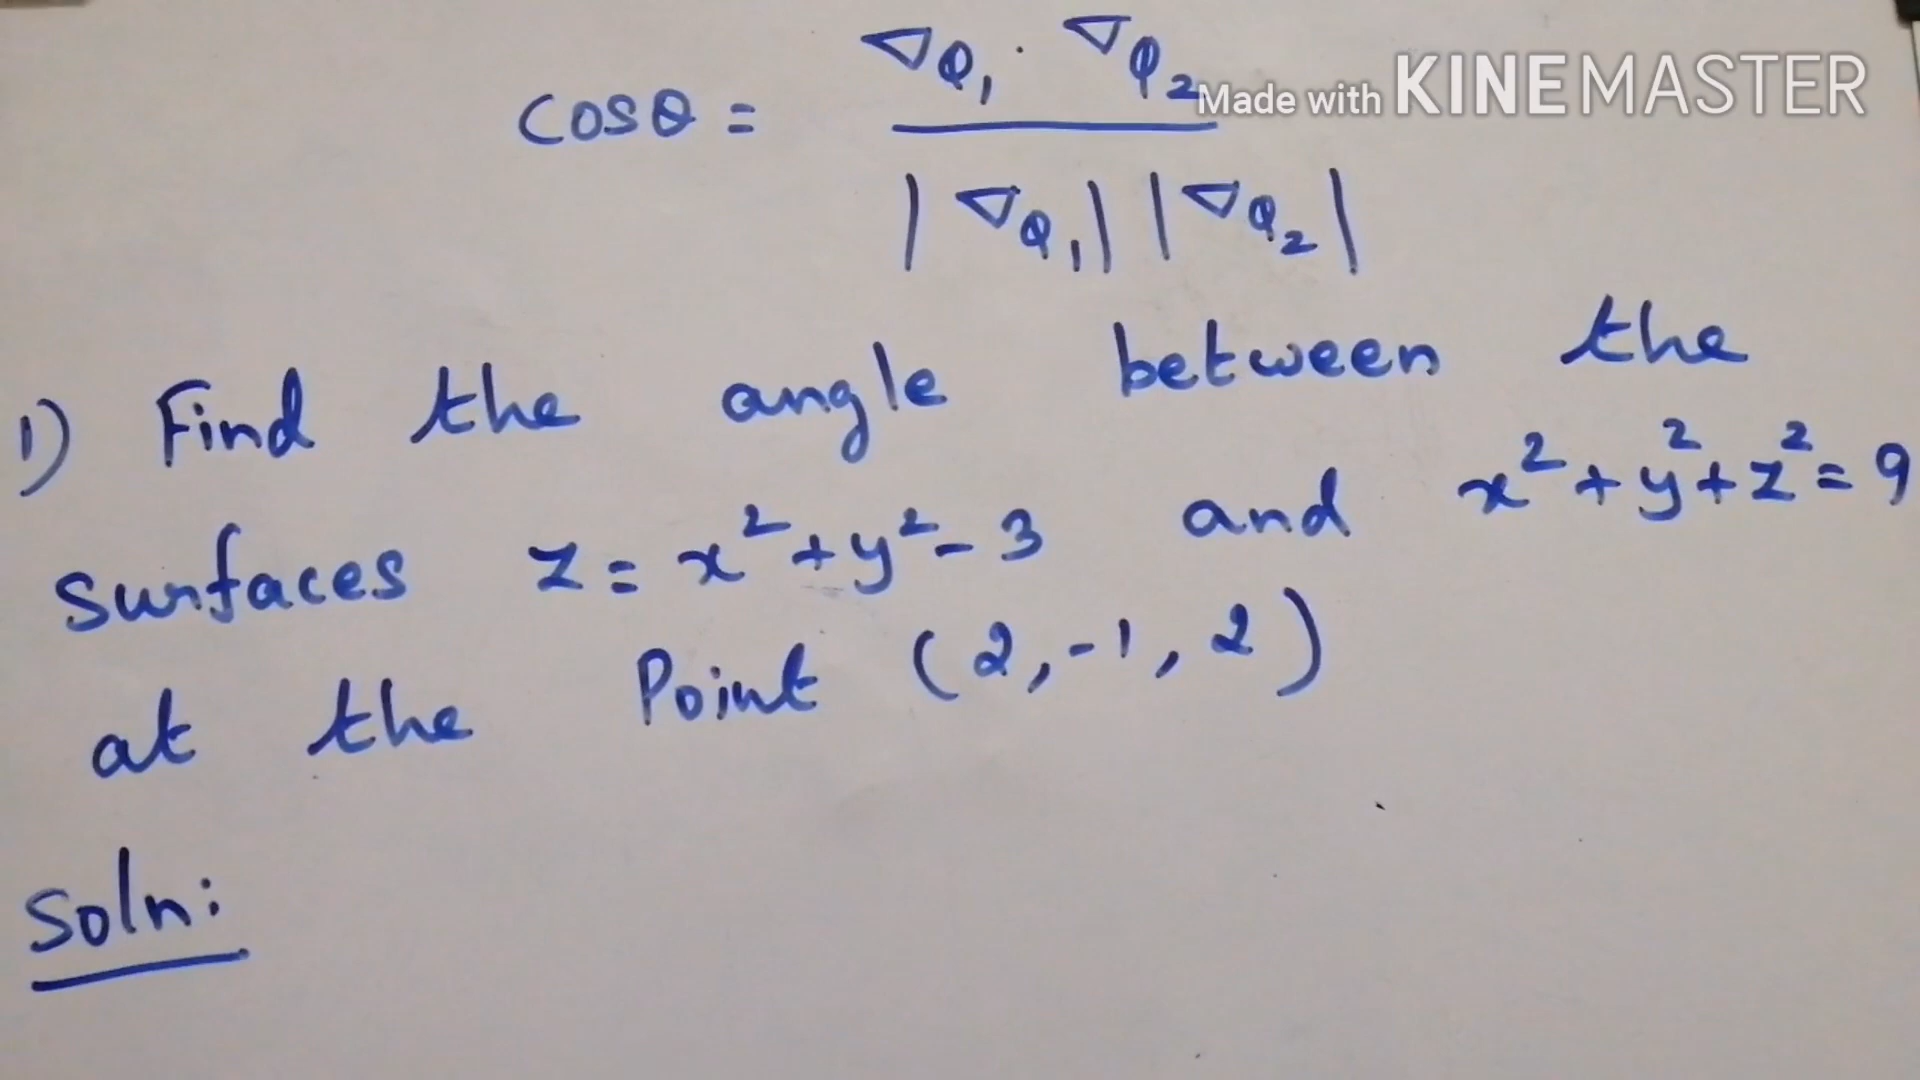 ∇φ₁ · ∇φ₂
Made with KINEMASTER
cosθ =
|∇φ₁| |∇φ₂|
1) Find the angle between the
surfaces z = x² + y² - 3 and x² + y² + z² = 9
at the Point (2, -1, 2)
Soln: